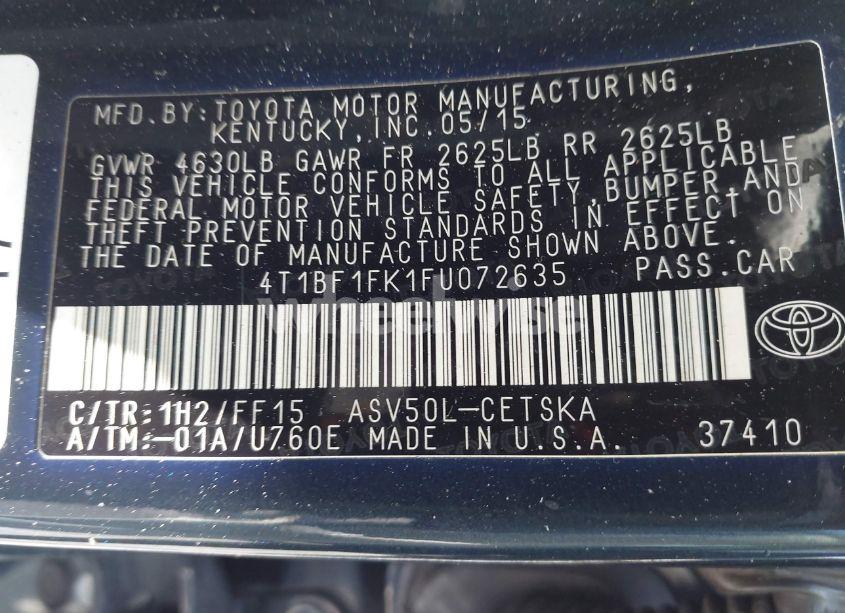 MFD.BY:TOYOTA MOTOR MANUFACTURING,
KENTUCKY, INC.05/15
GVWR 4630LB GAWR FR 2625LB RR 2625LB
THIS VEHICLE CONFORMS TO ALL APPLICABLE
FEDERAL MOTOR VEHICLE SAFETY,BUMPER,AND
THEFT PREVENTION STANDARDS IN EFFECT ON
THE DATE OF MANUFACTURE SHOWN ABOVE.
4T1BF1FK1FU072635 PASS.CAR
wheelwise
C/TR:1H2/FF15 ASV50L-CETSKA
A/TM:-01A/U760E MADE IN U.S.A. 37410